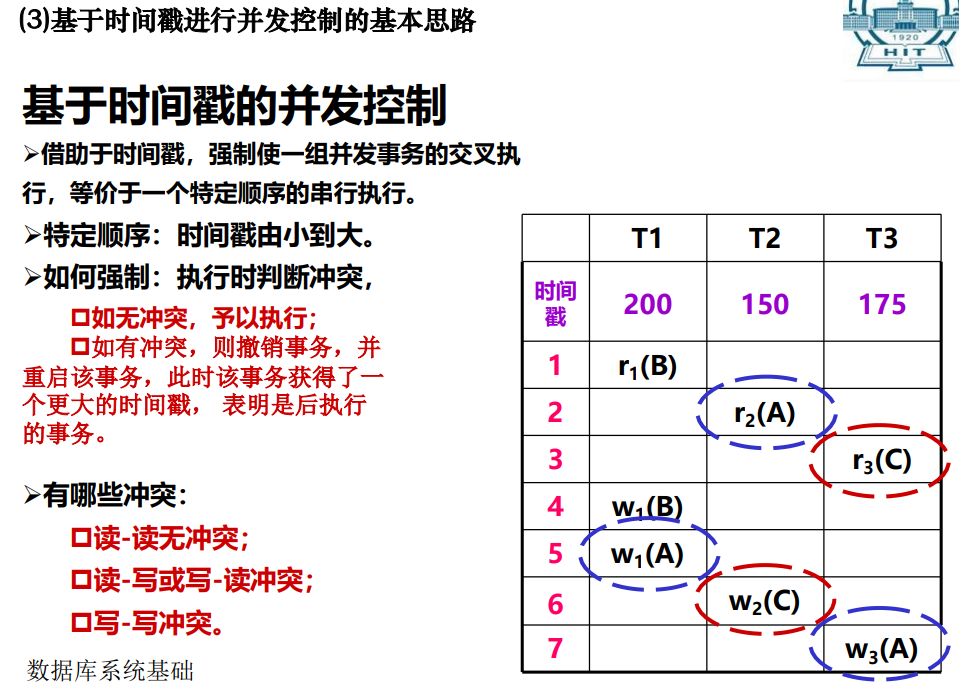 (3)基于时间戳进行并发控制的基本思路
1920
HIT
基于时间戳的并发控制
➢借助于时间戳，强制使一组并发事务的交叉执
行，等价于一个特定顺序的串行执行。
➢特定顺序：时间戳由小到大。
➢如何强制：执行时判断冲突，
❑如无冲突，予以执行；
❑如有冲突，则撤销事务，并
重启该事务，此时该事务获得了一
个更大的时间戳， 表明是后执行
的事务。
➢有哪些冲突：
❑读-读无冲突；
❑读-写或写-读冲突；
❑写-写冲突。
数据库系统基础
T1 T2 T3
时间
戳 200 150 175
1 r₁(B)
2 r₂(A)
3 r₃(C)
4 w₁(B)
5 w₁(A)
6 w₂(C)
7 w₃(A)